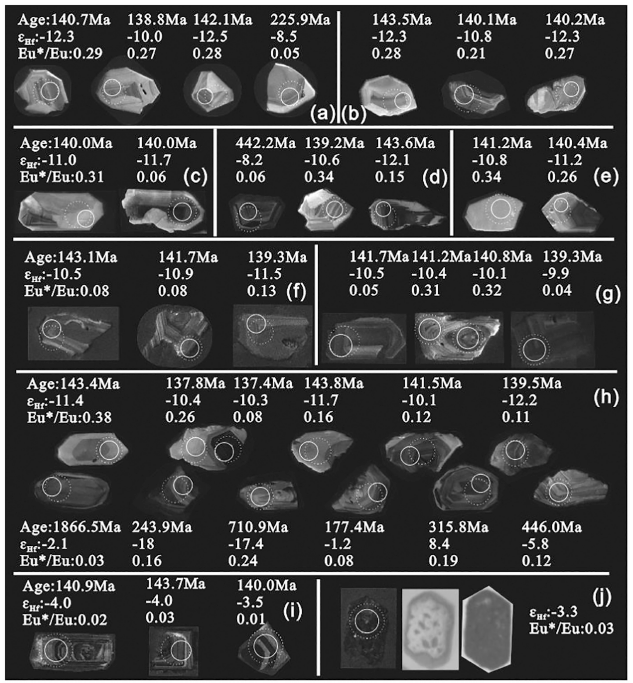 140.7Ma 138.8Ma 142.1Ma 225.9Ma
εHf:-12.3 -10.0 -12.5 -8.5
Eu*/Eu:0.29 0.27 0.28 0.05
(a)
143.5Ma 140.1Ma 140.2Ma
-12.3 -10.8 -12.3
0.28 0.21 0.27
(b)
Age:140.0Ma 140.0Ma
εHf:-11.0 -11.7
Eu*/Eu:0.31 0.06
(c)
442.2Ma 139.2Ma 143.6Ma
-8.2 -10.6 -12.1
0.06 0.34 0.15
(d)
141.2Ma 140.4Ma
-10.8 -11.2
0.34 0.26
(e)
Age:143.1Ma 141.7Ma 139.3Ma
εHf:-10.5 -10.9 -11.5
Eu*/Eu:0.08 0.08 0.13
(f)
141.7Ma 141.2Ma 140.8Ma 139.3Ma
-10.5 -10.4 -10.1 -9.9
0.05 0.31 0.32 0.04
(g)
Age:143.4Ma 137.8Ma 137.4Ma 143.8Ma 141.5Ma 139.5Ma
εHf:-11.4 -10.4 -10.3 -11.7 -10.1 -12.2
Eu*/Eu:0.38 0.26 0.08 0.16 0.12 0.11
(h)
Age:1866.5Ma 243.9Ma 710.9Ma 177.4Ma 315.8Ma 446.0Ma
εHf:-2.1 -18 -17.4 -1.2 8.4 -5.8
Eu*/Eu:0.03 0.16 0.24 0.08 0.19 0.12
Age:140.9Ma 143.7Ma 140.0Ma
εHf:-4.0 -4.0 -3.5
Eu*/Eu:0.02 0.03 0.01
(i)
(j)
εHf:-3.3
Eu*/Eu:0.03